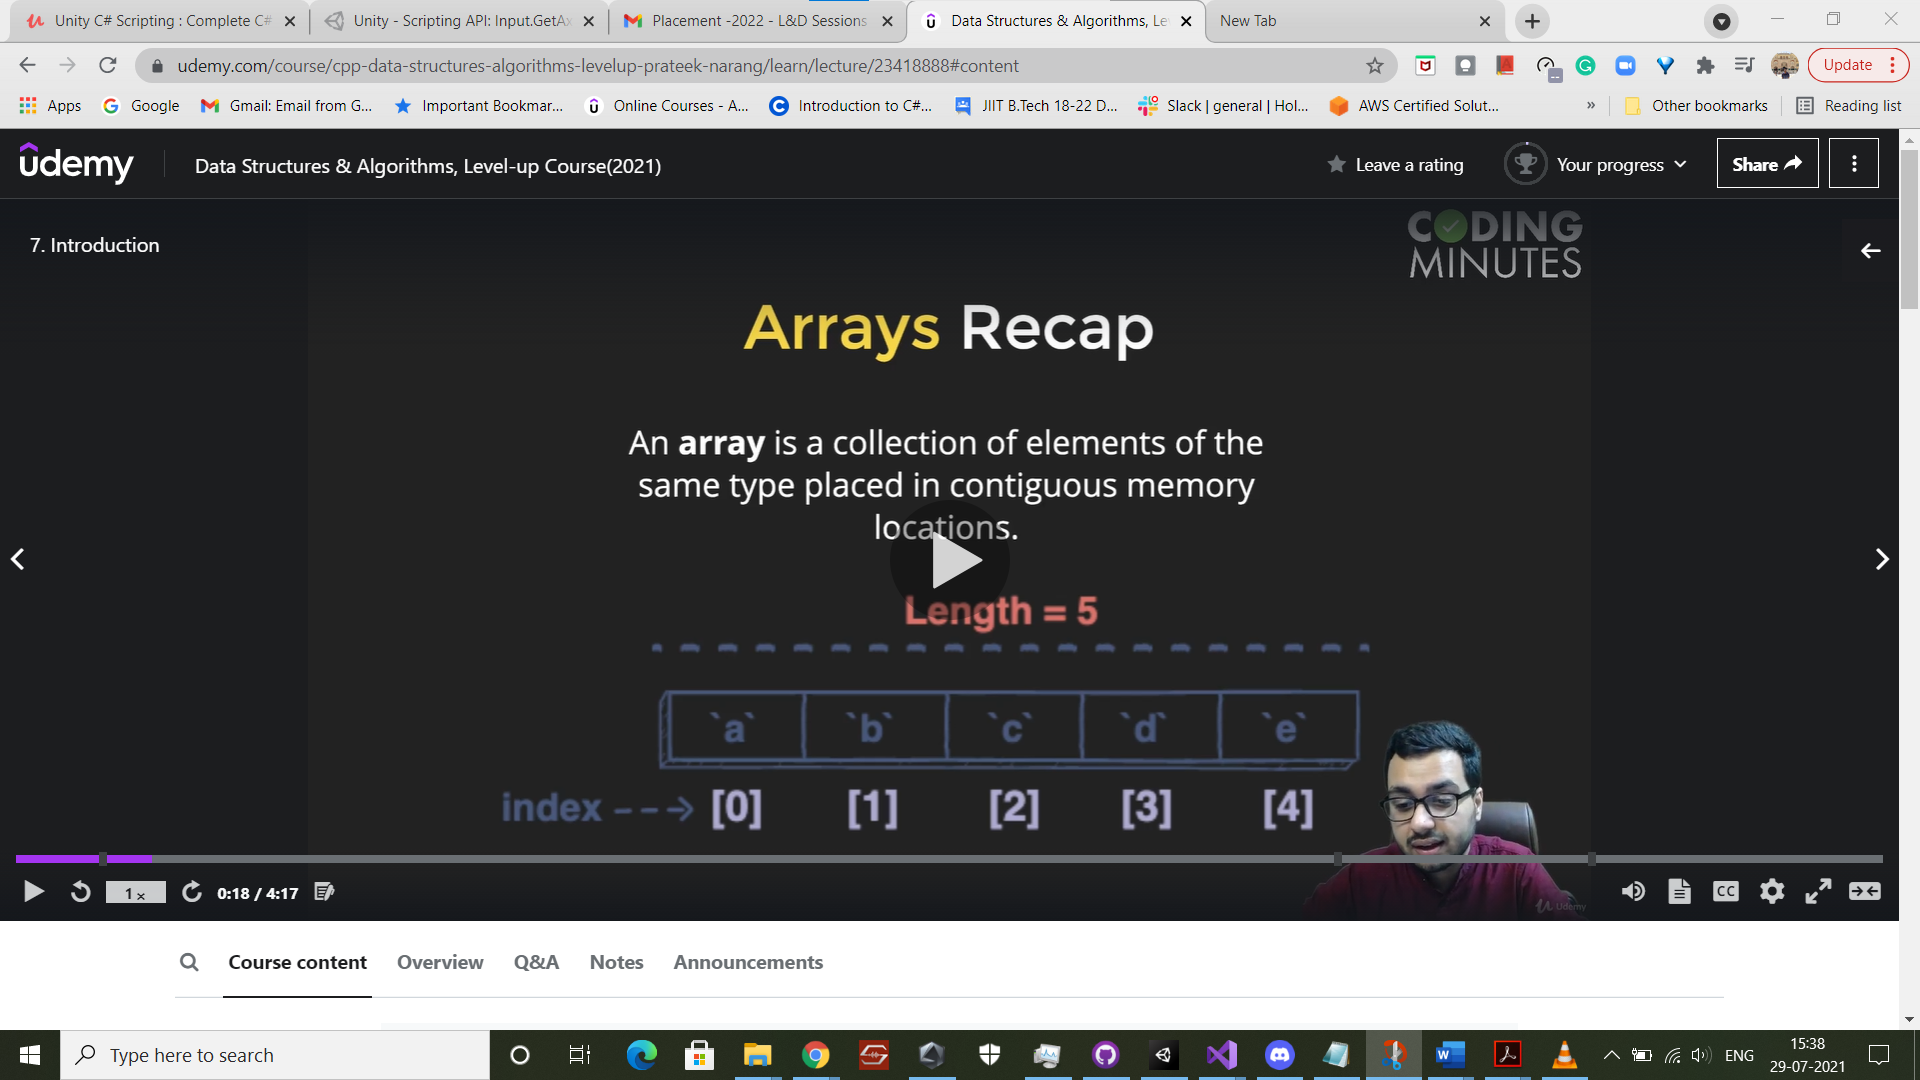 Unity C# Scripting : Complete C#
Unity - Scripting API: Input.GetAx
Placement -2022 - L&D Sessions
Data Structures & Algorithms, Le
New Tab
udemy.com/course/cpp-data-structures-algorithms-levelup-prateek-narang/learn/lecture/23418888#content
Update
Apps
Google
Gmail: Email from G...
Important Bookmar...
Online Courses - A...
Introduction to C#...
JIIT B.Tech 18-22 D...
Slack | general | Hol...
AWS Certified Solut...
»
Other bookmarks
Reading list
udemy
Data Structures & Algorithms, Level-up Course(2021)
Leave a rating
Your progress
Share
7. Introduction
CODING
MINUTES
Arrays Recap
An array is a collection of elements of the
same type placed in contiguous memory
locations.
Length = 5
`a` `b` `c` `d` `e`
index [0] [1] [2] [3] [4]
1 x
0:18 / 4:17
CC
Udemy
Course content
Overview
Q&A
Notes
Announcements
Type here to search
ENG
15:38
29-07-2021